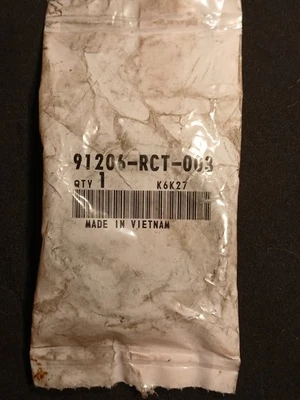 91206-RCT-003
QTY 1 K6K27
MADE IN VIETNAM